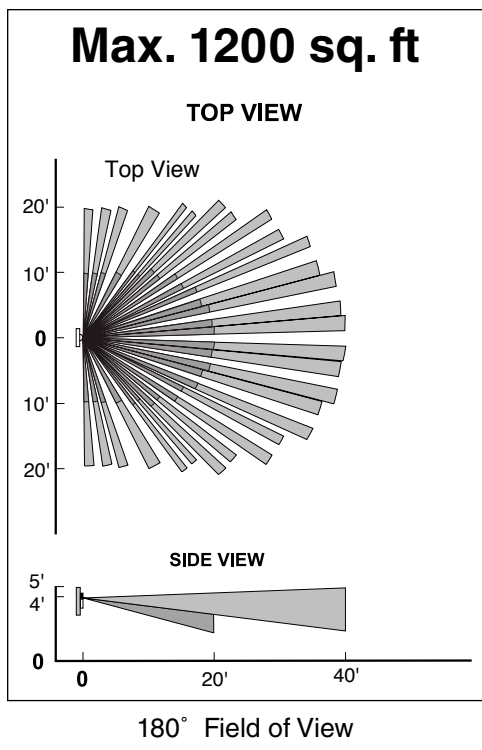 Max. 1200 sq. ft
TOP VIEW
Top View
20'
10'
0
10'
20'
SIDE VIEW
5'
4'
0
0 20' 40'
180° Field of View